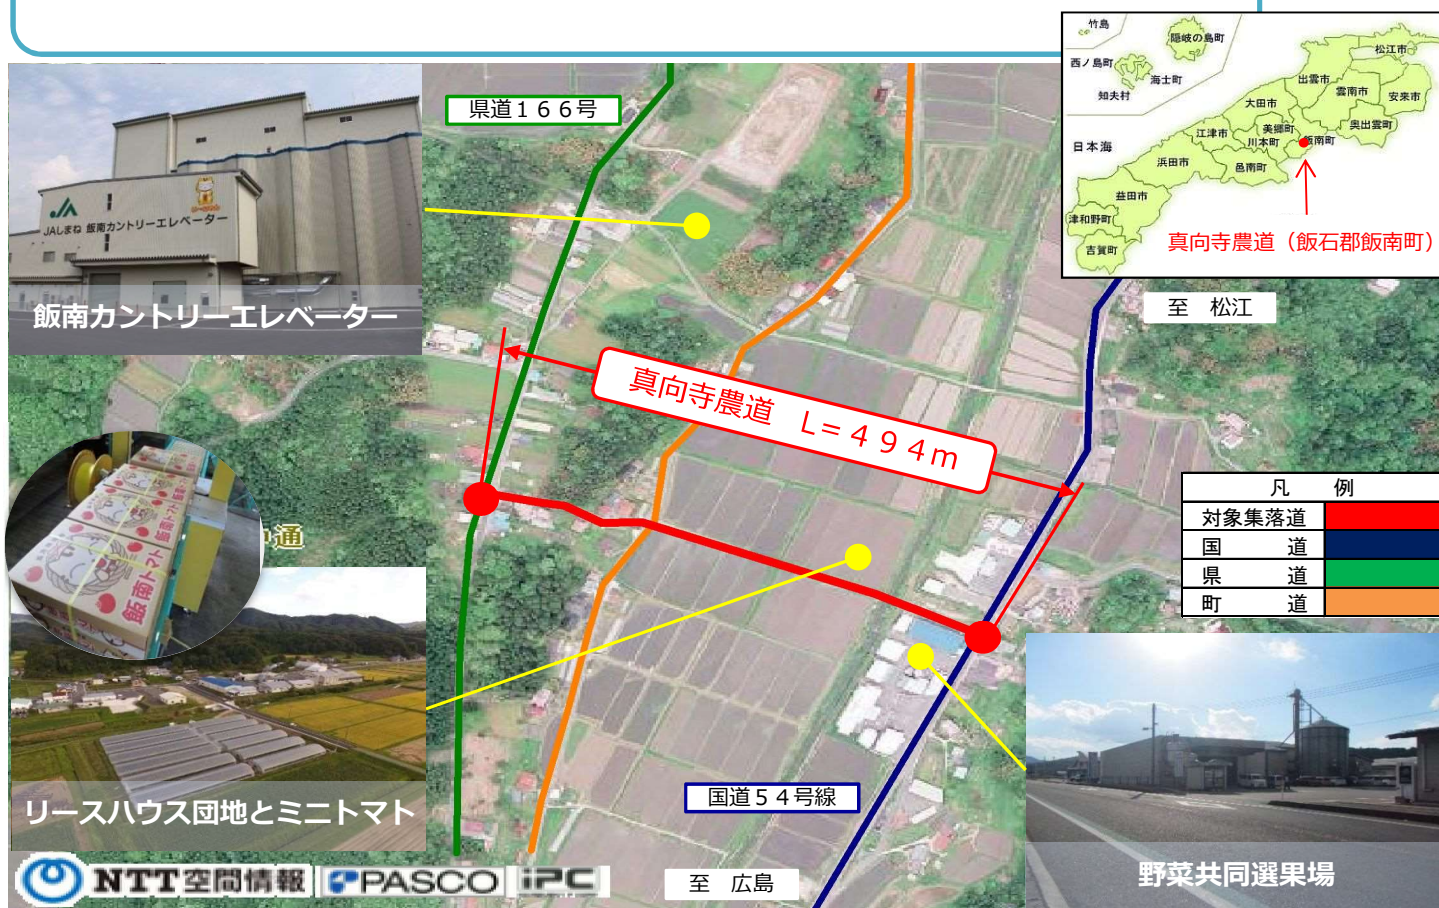 竹島
隠岐の島町
西ノ島町
海士町
知夫村
松江市
出雲市
雲南市
安来市
大田市
奥出雲町
美郷町
江津市
川本町
飯南町
日本海
浜田市
邑南町
益田市
津和野町
吉賀町
真向寺農道（飯石郡飯南町）
県道１６６号
JAしまね 飯南カントリーエレベーター
飯南カントリーエレベーター
至　松江
真向寺農道　L＝４９４ｍ
凡　例
対象集落道
国　道
県　道
町　道
通
飯南トマト
飯南トマト
リースハウス団地とミニトマト
国道５４号線
野菜共同選果場
至　広島
NTT空間情報
PASCO
iPC